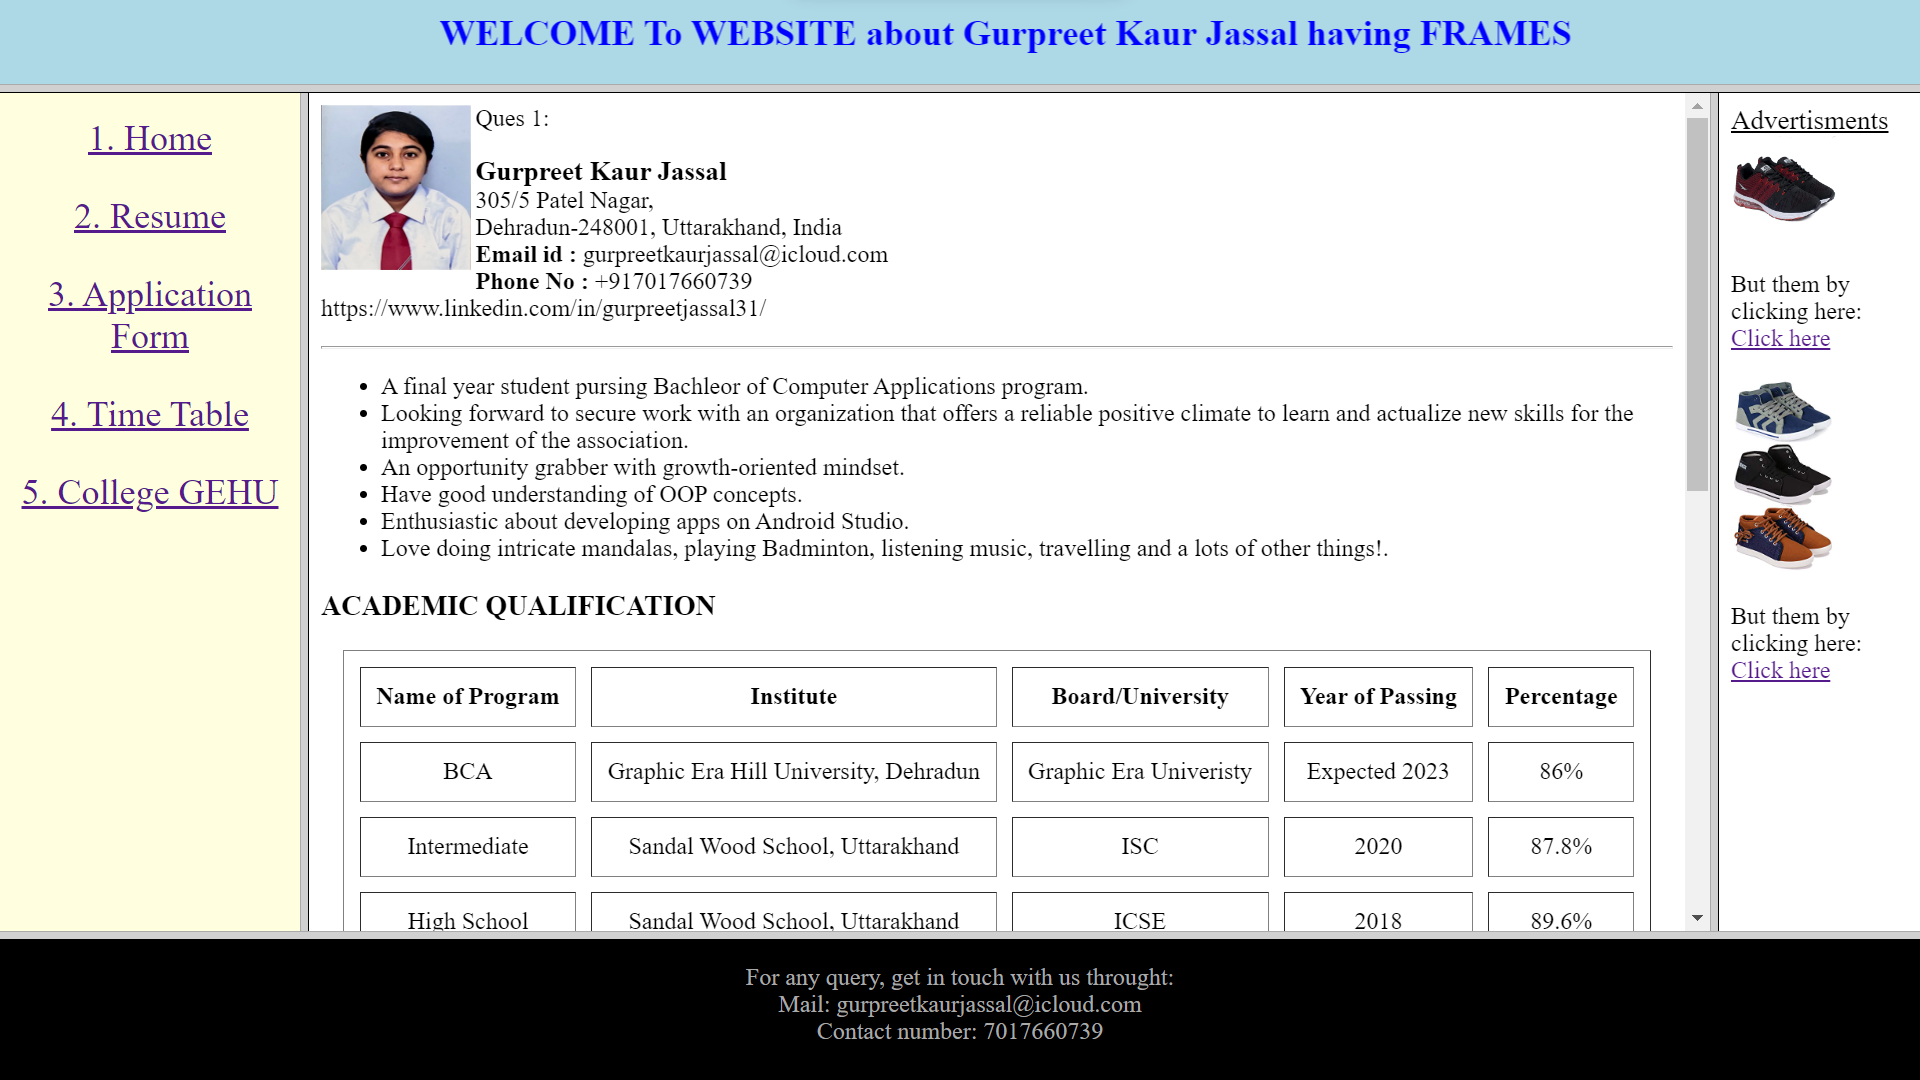 WELCOME To WEBSITE about Gurpreet Kaur Jassal having FRAMES
1. Home
2. Resume
3. Application
Form
4. Time Table
5. College GEHU
Ques 1:
Gurpreet Kaur Jassal
305/5 Patel Nagar,
Dehradun-248001, Uttarakhand, India
Email id : gurpreetkaurjassal@icloud.com
Phone No : +917017660739
https://www.linkedin.com/in/gurpreetjassal31/
A final year student pursing Bachleor of Computer Applications program.
Looking forward to secure work with an organization that offers a reliable positive climate to learn and actualize new skills for the
improvement of the association.
An opportunity grabber with growth-oriented mindset.
Have good understanding of OOP concepts.
Enthusiastic about developing apps on Android Studio.
Love doing intricate mandalas, playing Badminton, listening music, travelling and a lots of other things!.
ACADEMIC QUALIFICATION
Name of Program Institute Board/University Year of Passing Percentage
BCA Graphic Era Hill University, Dehradun Graphic Era Univeristy Expected 2023 86%
Intermediate Sandal Wood School, Uttarakhand ISC 2020 87.8%
High School Sandal Wood School, Uttarakhand ICSE 2018 89.6%
Advertisments
But them by
clicking here:
Click here
But them by
clicking here:
Click here
For any query, get in touch with us throught:
Mail: gurpreetkaurjassal@icloud.com
Contact number: 7017660739